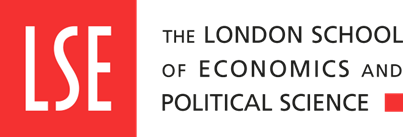 LSE
THE LONDON SCHOOL
OF ECONOMICS AND
POLITICAL SCIENCE